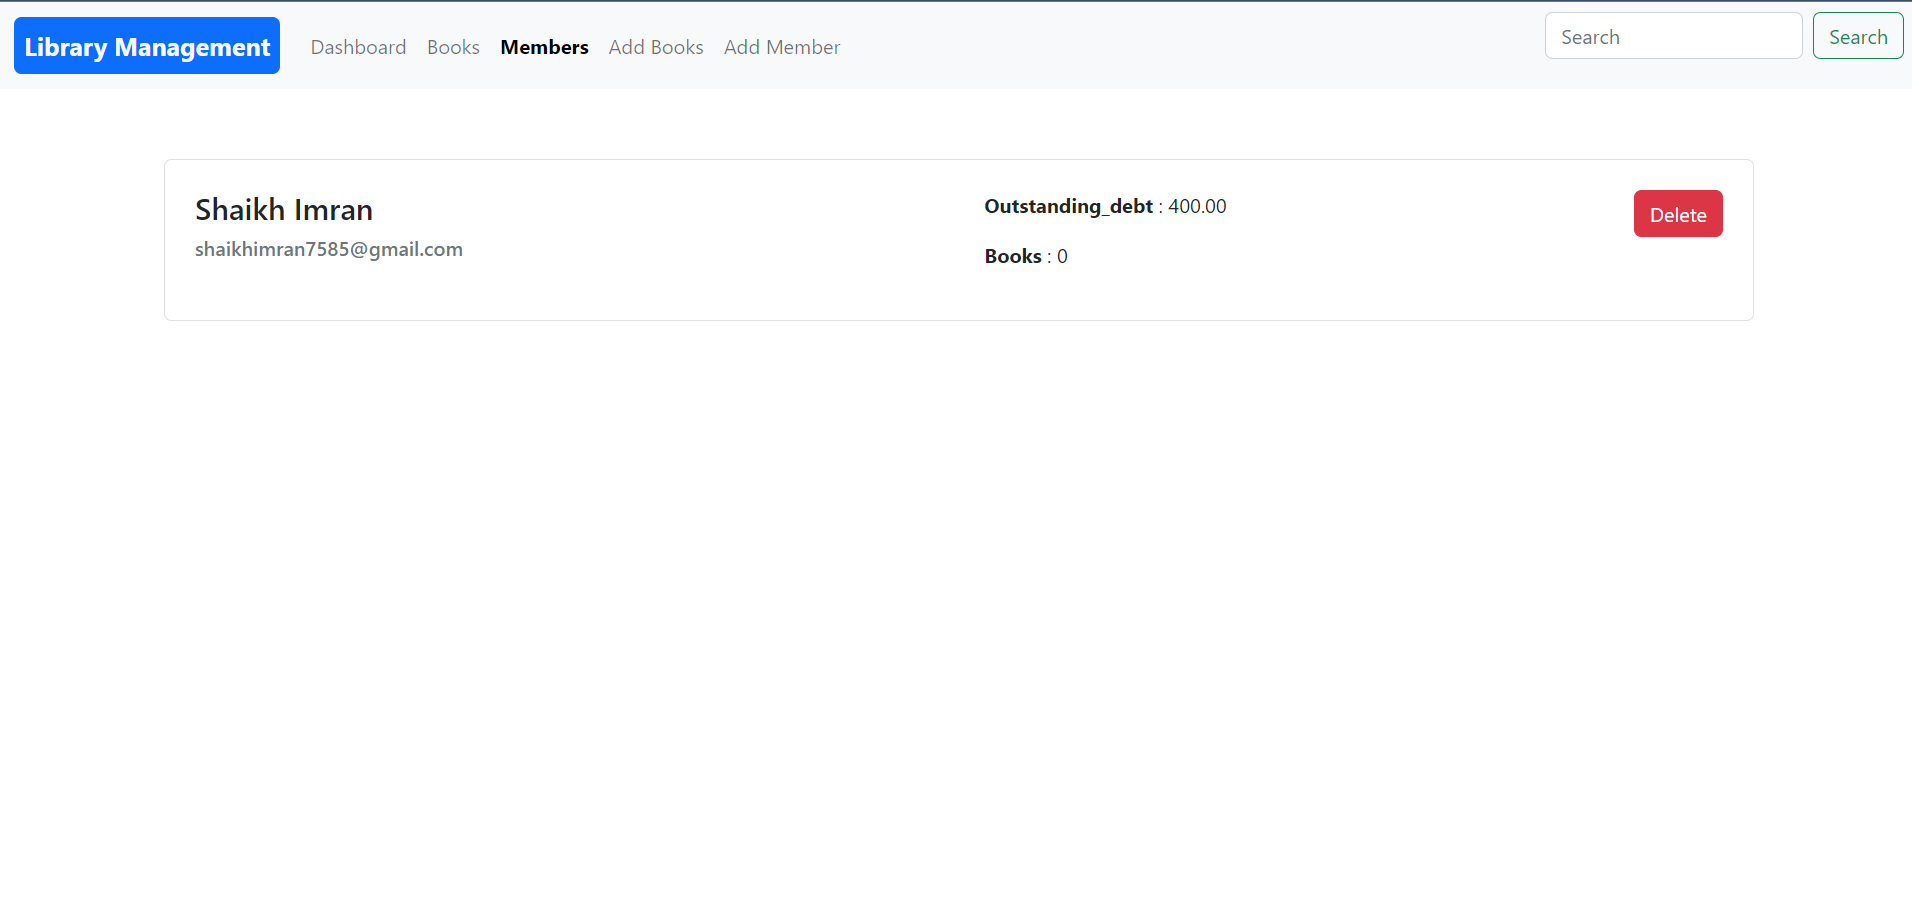 Library Management Dashboard Books Members Add Books Add Member Search Search
Shaikh Imran
shaikhimran7585@gmail.com
Outstanding_debt : 400.00
Books : 0
Delete